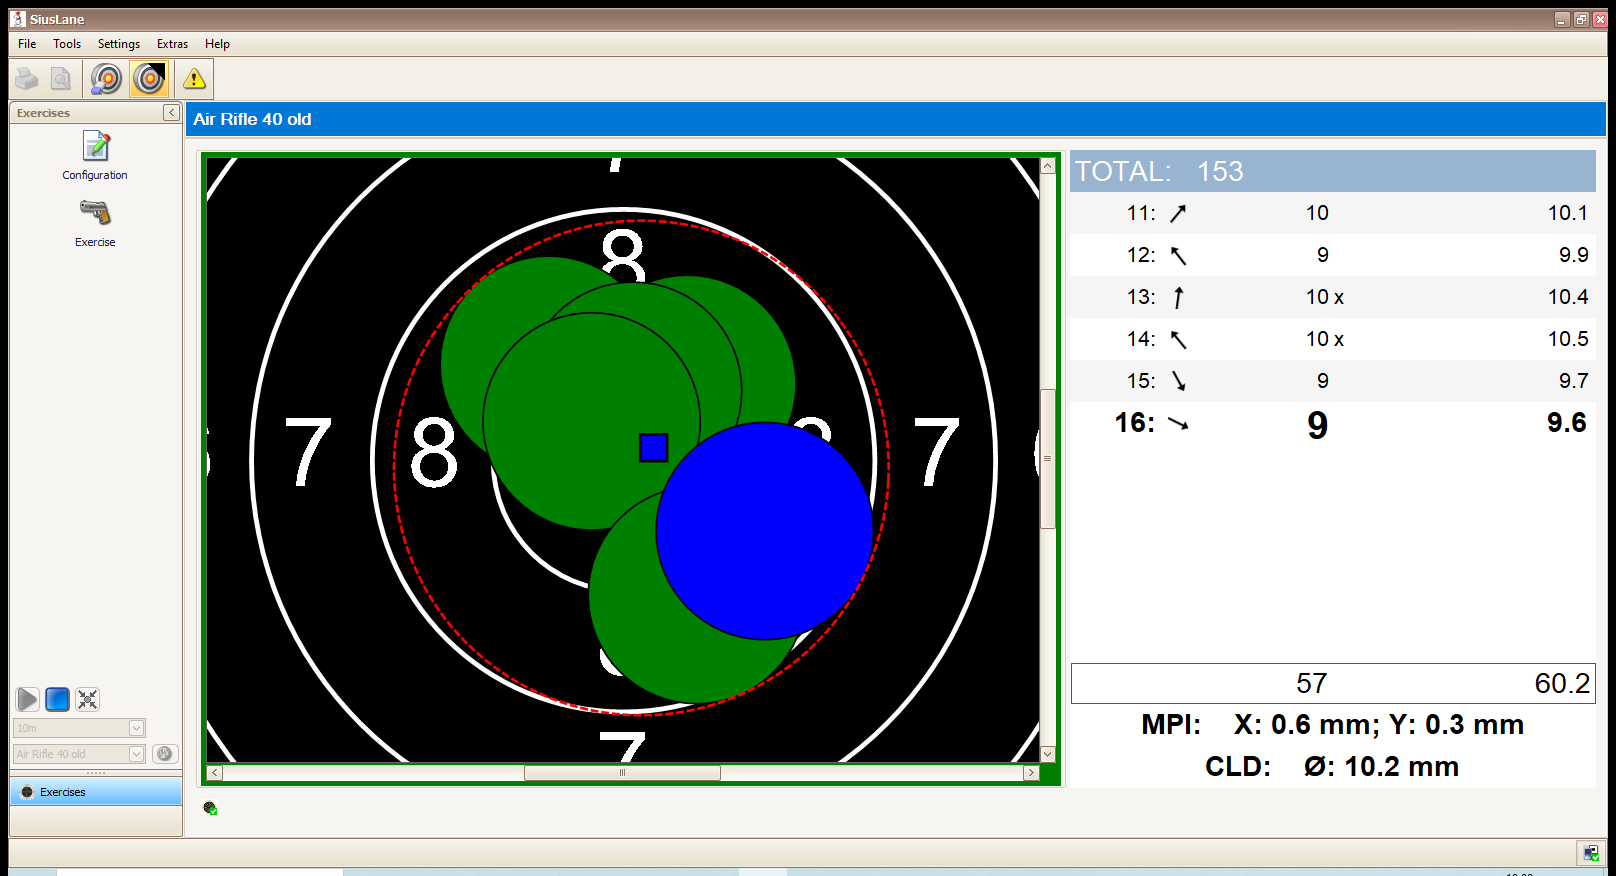 SiusLane
File Tools Settings Extras Help
Exercises
Configuration
Exercise
10m
Air Rifle 40 old
Exercises
Air Rifle 40 old
7
8
7 8 7
7
TOTAL: 153
11: 10 10.1
12: 9 9.9
13: 10 x 10.4
14: 10 x 10.5
15: 9 9.7
16: 9 9.6
57 60.2
MPI: X: 0.6 mm; Y: 0.3 mm
CLD: Ø: 10.2 mm